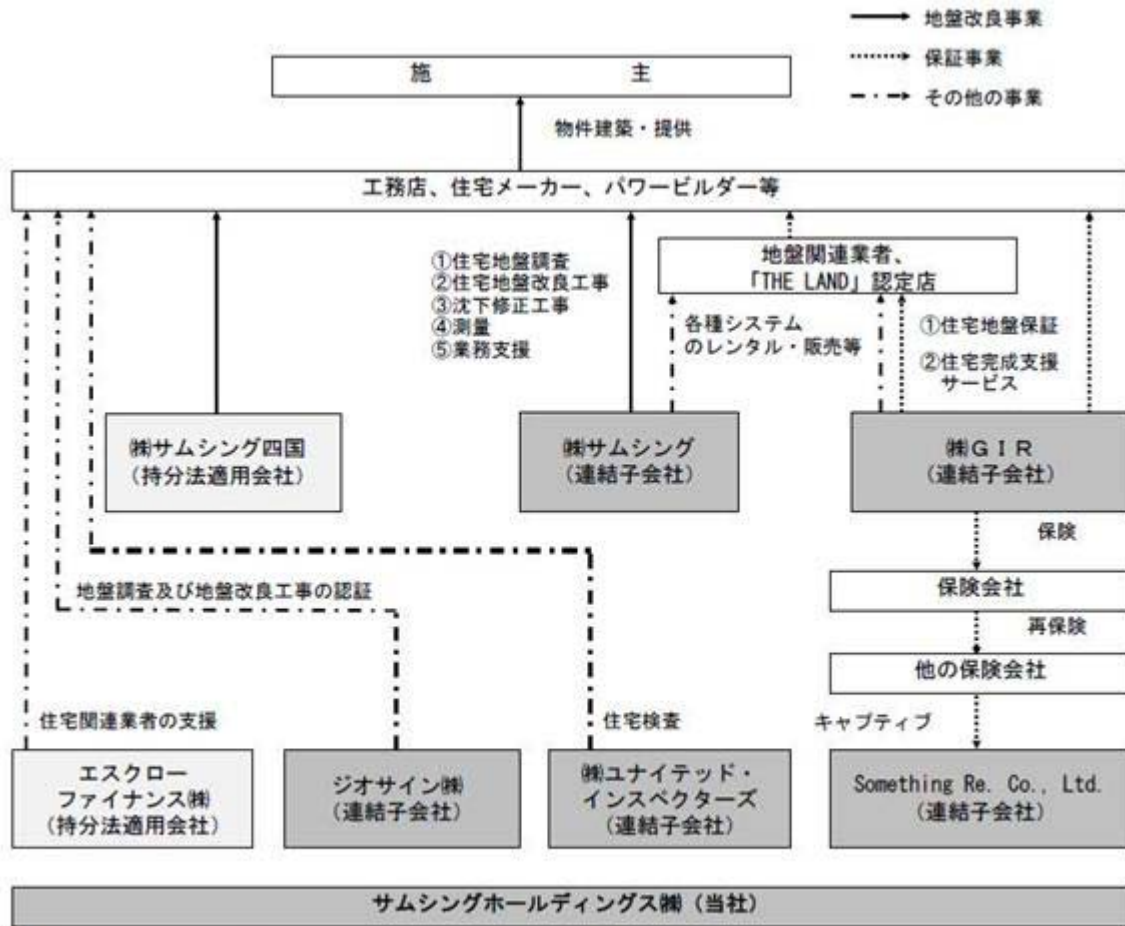 地盤改良事業
保証事業
その他の事業
施 主
物件建築・提供
工務店、住宅メーカー、パワービルダー等
①住宅地盤調査
②住宅地盤改良工事
③沈下修正工事
④測量
⑤業務支援
地盤関連業者、
「THE LAND」認定店
各種システム
のレンタル・販売等
①住宅地盤保証
②住宅完成支援
サービス
㈱サムシング四国
(持分法適用会社)
㈱サムシング
(連結子会社)
㈱ＧＩＲ
(連結子会社)
保険
保険会社
再保険
他の保険会社
キャプティブ
地盤調査及び地盤改良工事の認証
住宅関連業者の支援
住宅検査
エスクロー
ファイナンス㈱
(持分法適用会社)
ジオサイン㈱
(連結子会社)
㈱ユナイテッド・
インスペクターズ
(連結子会社)
Something Re. Co., Ltd.
(連結子会社)
サムシングホールディングス㈱（当社）